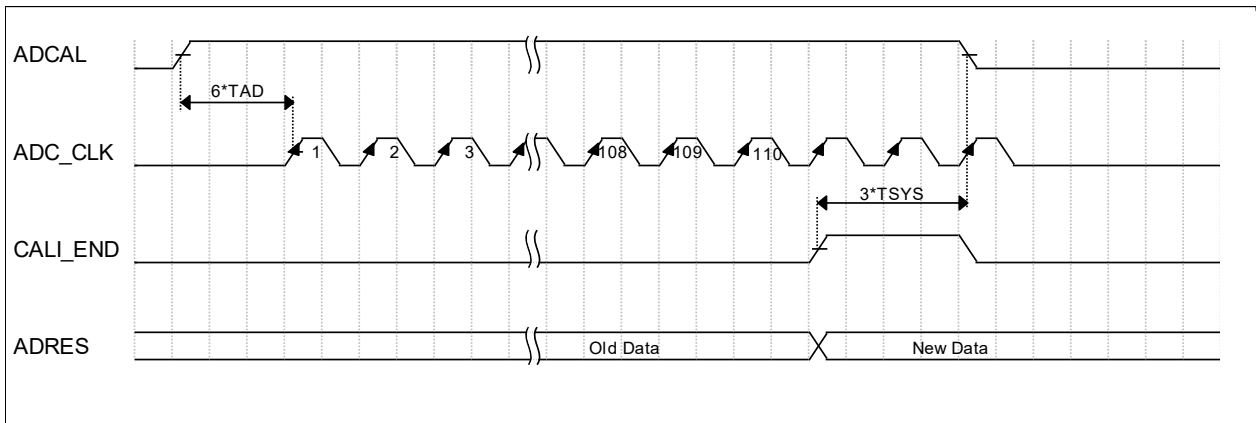 ADCAL
6*TAD
ADC_CLK
1 2 3 108 109 110
3*TSYS
CALI_END
ADRES Old Data New Data